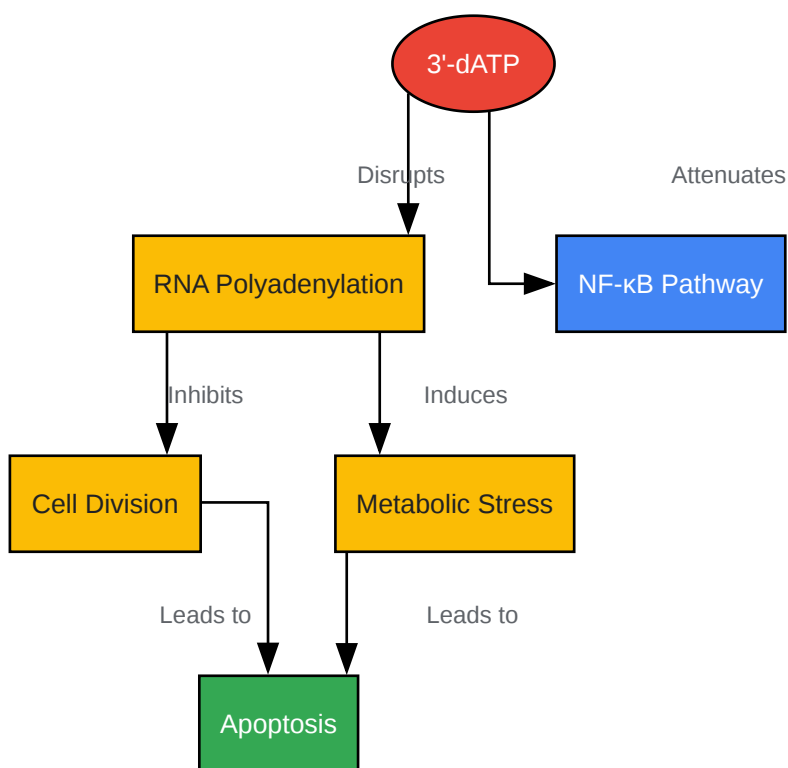 3'-dATP
Disrupts
Attenuates
RNA Polyadenylation
NF-κB Pathway
Inhibits
Induces
Cell Division
Metabolic Stress
Leads to
Leads to
Apoptosis